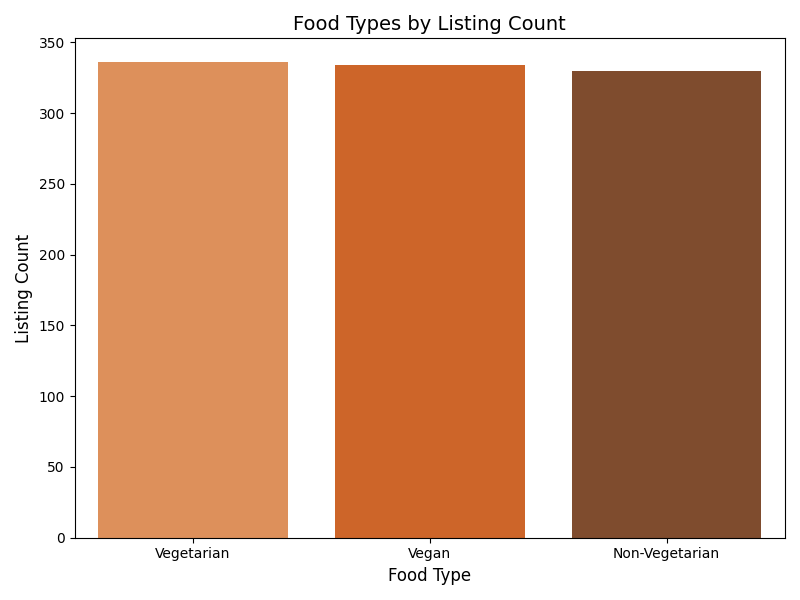 Food Types by Listing Count
Listing Count
350
300
250
200
150
100
50
0
Vegetarian Vegan Non-Vegetarian
Food Type